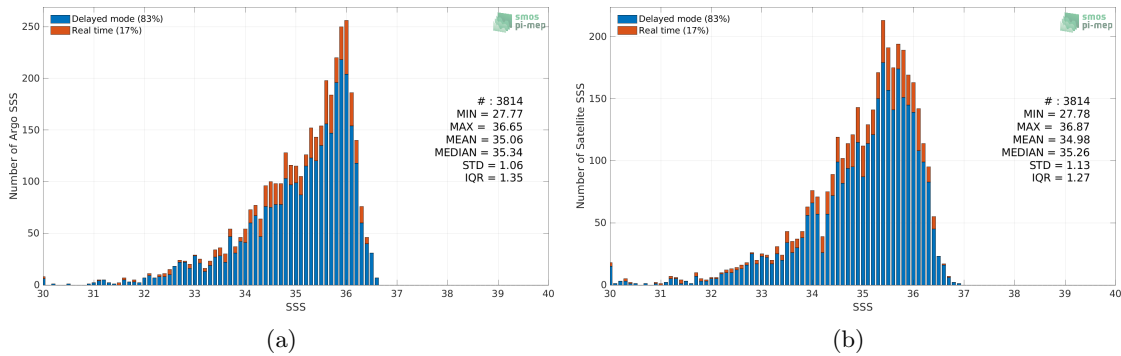 Delayed mode (83%)
Real time (17%)
smos
pi-mep
250
200
150
100
50
0
Number of Argo SSS
# : 3814
MIN = 27.77
MAX = 36.65
MEAN = 35.06
MEDIAN = 35.34
STD = 1.06
IQR = 1.35
30 31 32 33 34 35 36 37 38 39 40
SSS
(a)
Delayed mode (83%)
Real time (17%)
smos
pi-mep
200
150
100
50
0
Number of Satellite SSS
# : 3814
MIN = 27.78
MAX = 36.87
MEAN = 34.98
MEDIAN = 35.26
STD = 1.13
IQR = 1.27
30 31 32 33 34 35 36 37 38 39 40
SSS
(b)